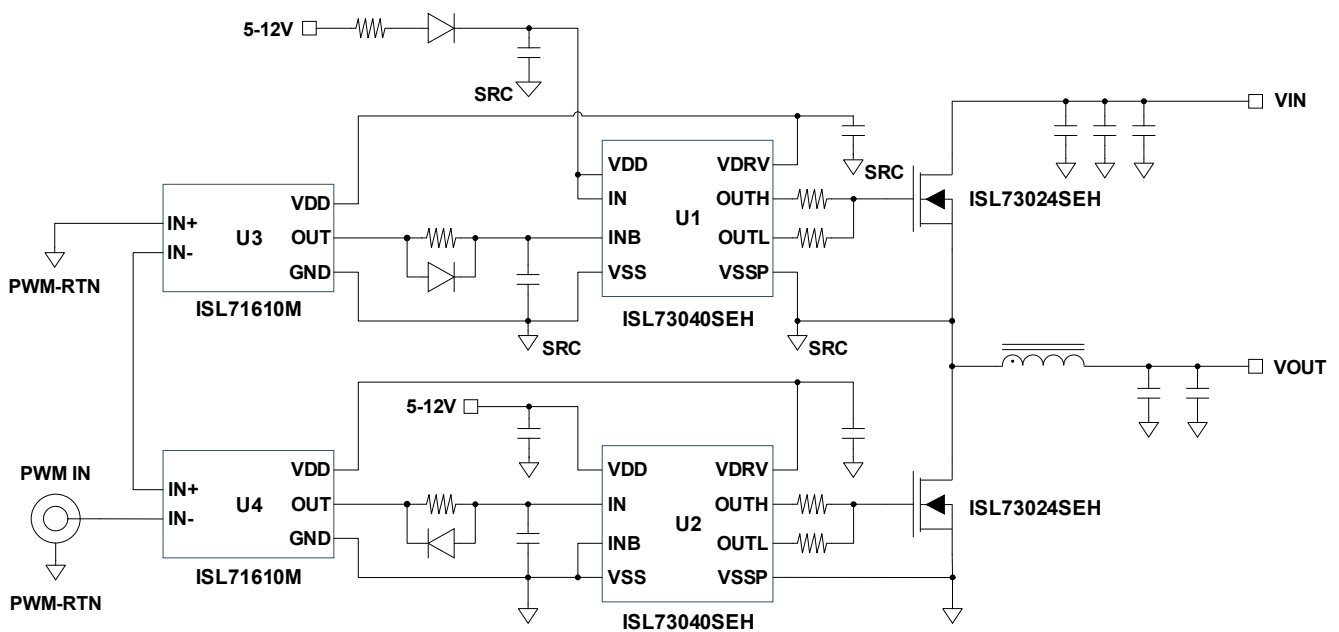 5-12V
SRC
VIN
VDD
VDRV
SRC
VDD
IN
OUTH
ISL73024SEH
IN+
U3
OUT
U1
IN-
INB
OUTL
GND
VSS
VSSP
PWM-RTN
ISL71610M
ISL73040SEH
SRC
SRC
VOUT
5-12V
PWM IN
VDD
VDD
VDRV
IN+
U4
OUT
IN
OUTH
ISL73024SEH
IN-
U2
GND
INB
OUTL
VSS
VSSP
ISL71610M
PWM-RTN
ISL73040SEH